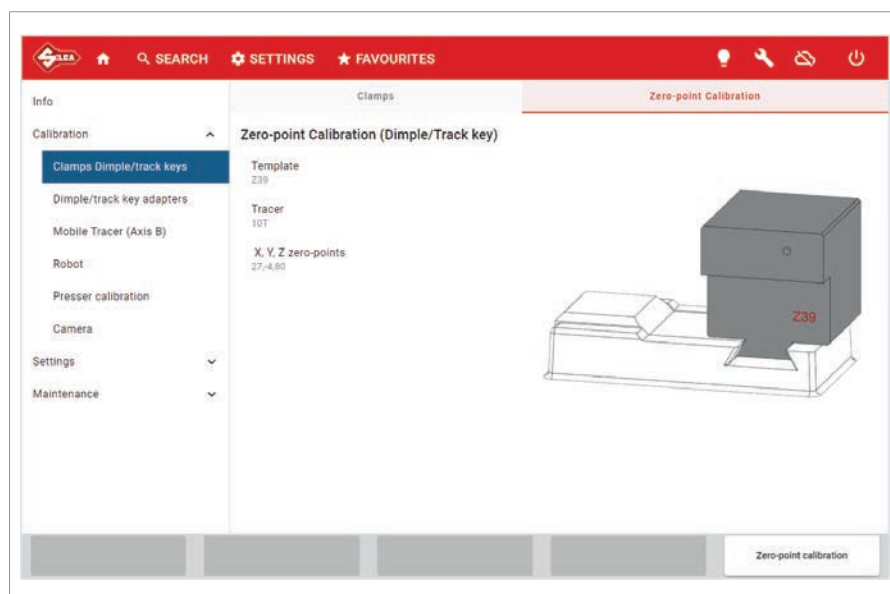 SILCA
SEARCH
SETTINGS
FAVOURITES
Info
Calibration
Clamps Dimple/track keys
Dimple/track key adapters
Mobile Tracer (Axis B)
Robot
Presser calibration
Camera
Settings
Maintenance
Clamps
Zero-point Calibration
Zero-point Calibration (Dimple/Track key)
Template
Z39
Tracer
10T
X, Y, Z zero-points
27,-4,60
Z39
Zero-point calibration